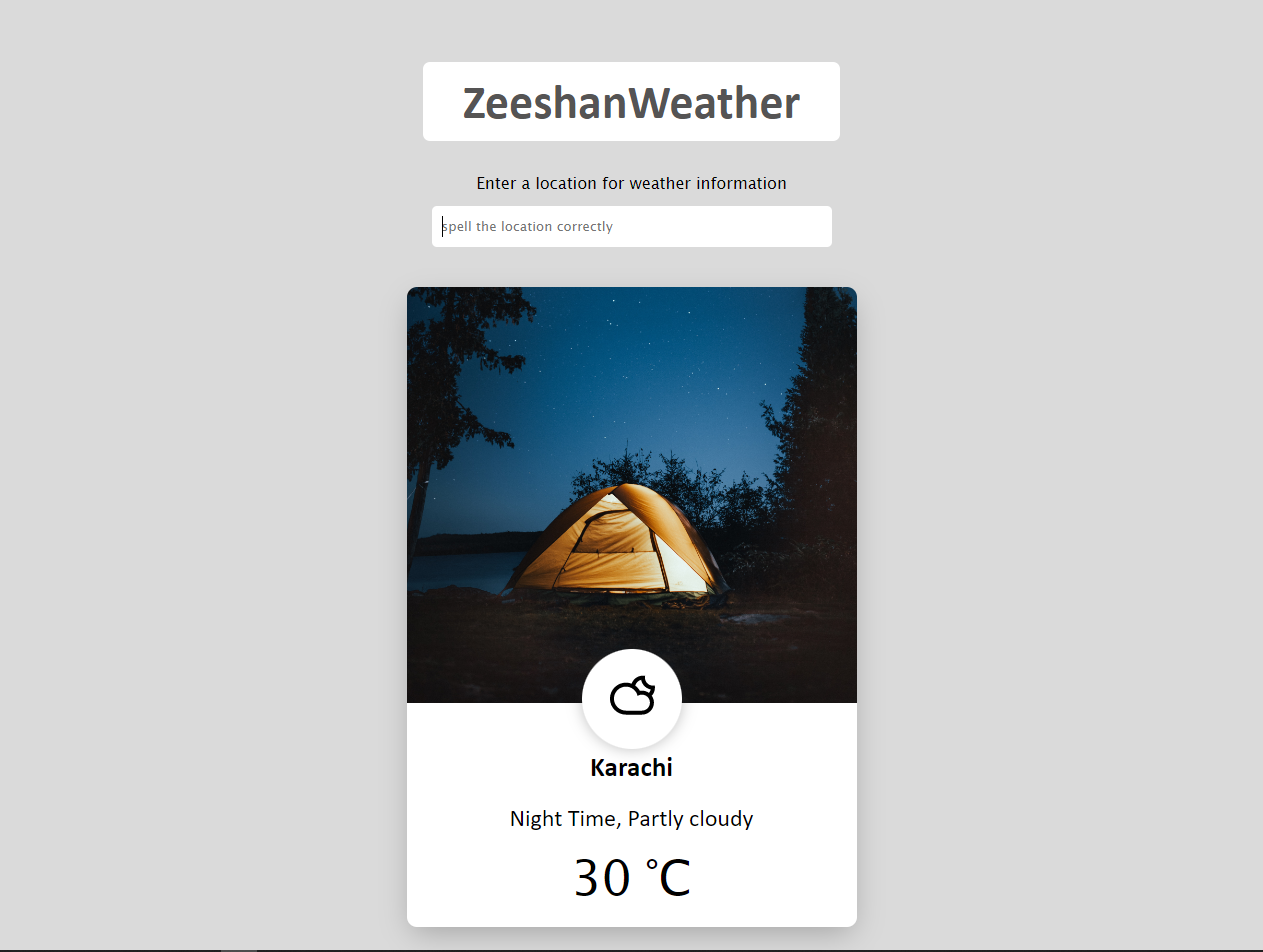 ZeeshanWeather
Enter a location for weather information
spell the location correctly
Karachi
Night Time, Partly cloudy
30 °C